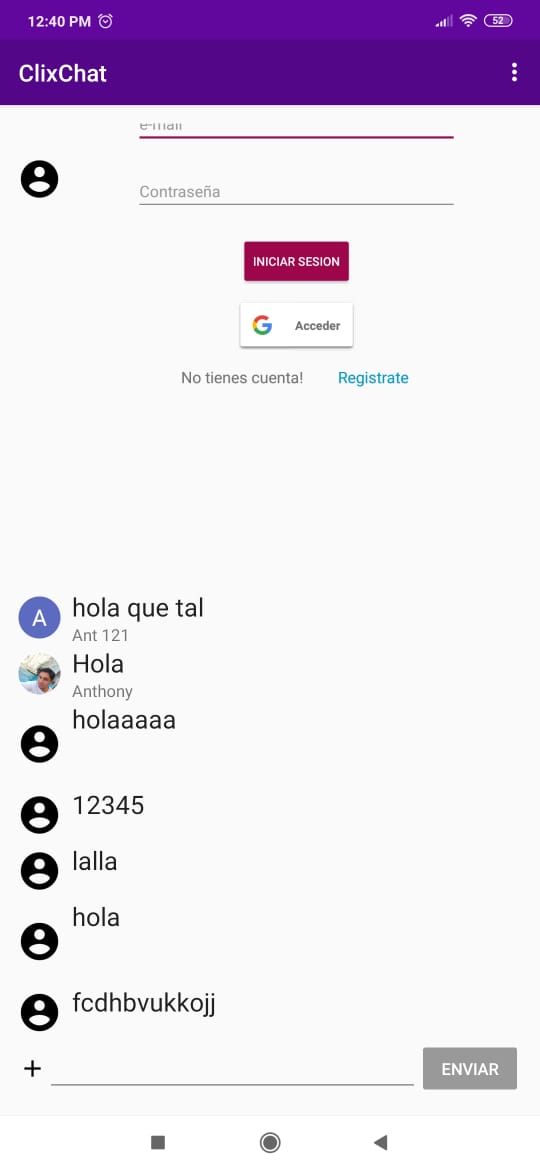 12:40 PM
52
ClixChat
e-mail
Contraseña
INICIAR SESION
G Acceder
No tienes cuenta! Registrate
A
hola que tal
Ant 121
Hola
Anthony
holaaaaa
12345
lalla
hola
fcdhbvukkojj
+ ENVIAR